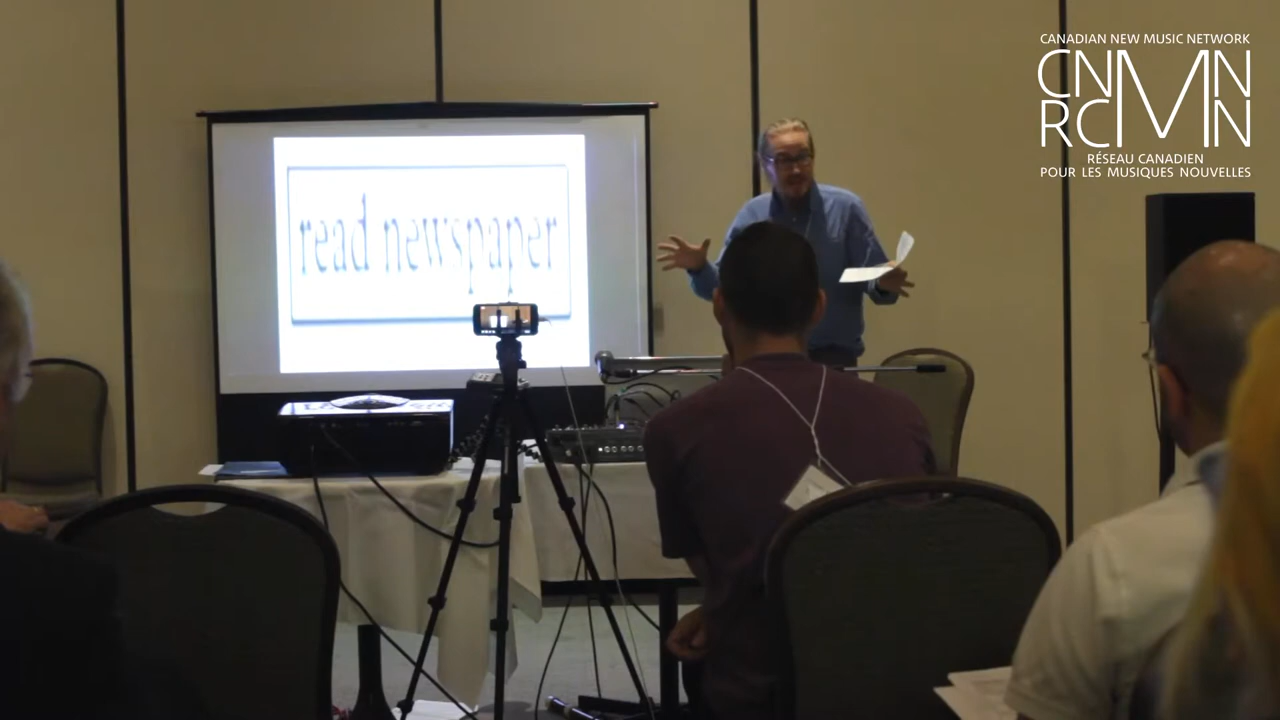 CANADIAN NEW MUSIC NETWORK
CNMN
RCMN
RÉSEAU CANADIEN
POUR LES MUSIQUES NOUVELLES
read newspaper